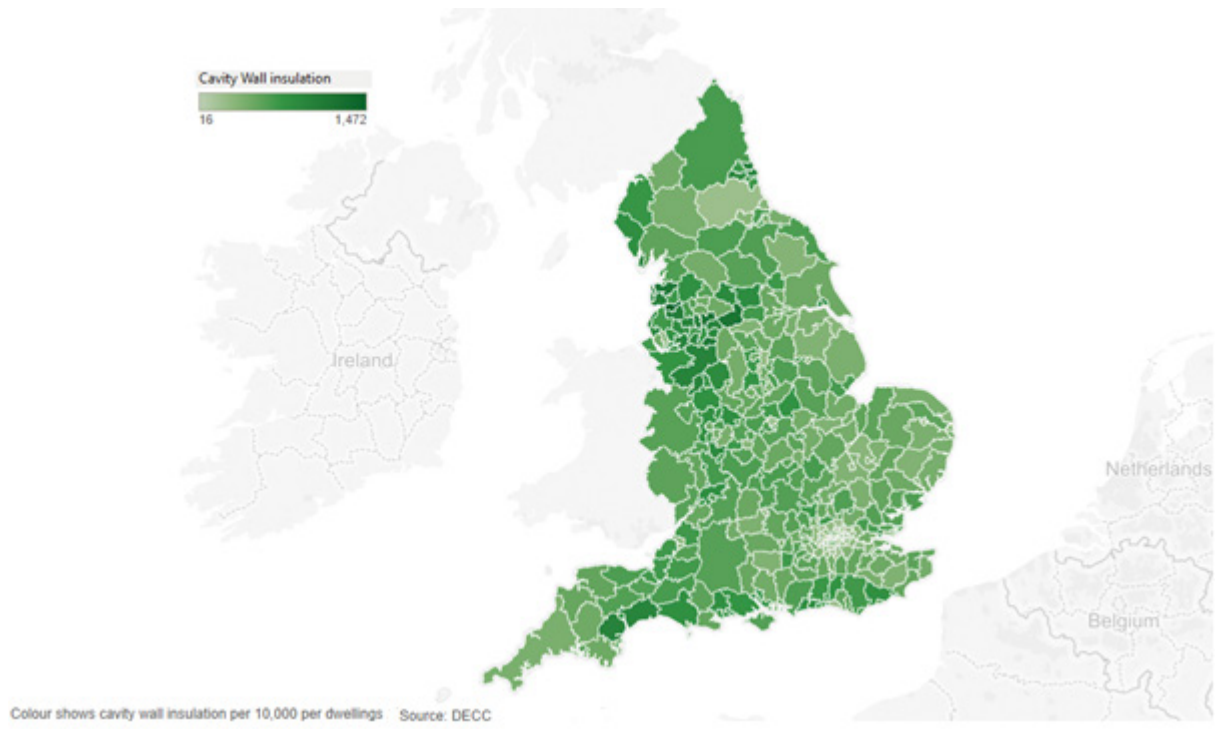 Cavity Wall insulation
16 1,472
Ireland
Netherlands
Belgium
Colour shows cavity wall insulation per 10,000 per dwellings Source: DECC